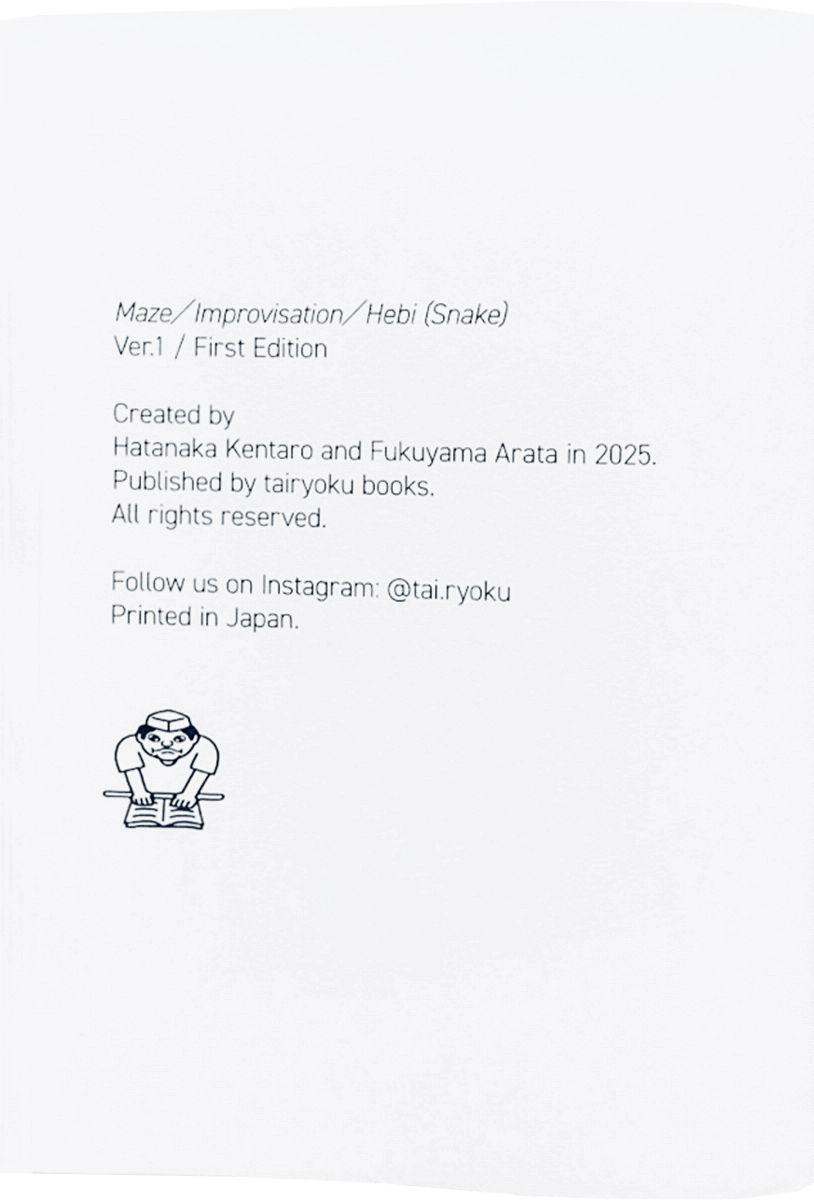 Maze／Improvisation／Hebi (Snake)
Ver.1 / First Edition
Created by
Hatanaka Kentaro and Fukuyama Arata in 2025.
Published by tairyoku books.
All rights reserved.
Follow us on Instagram: @tai.ryoku
Printed in Japan.